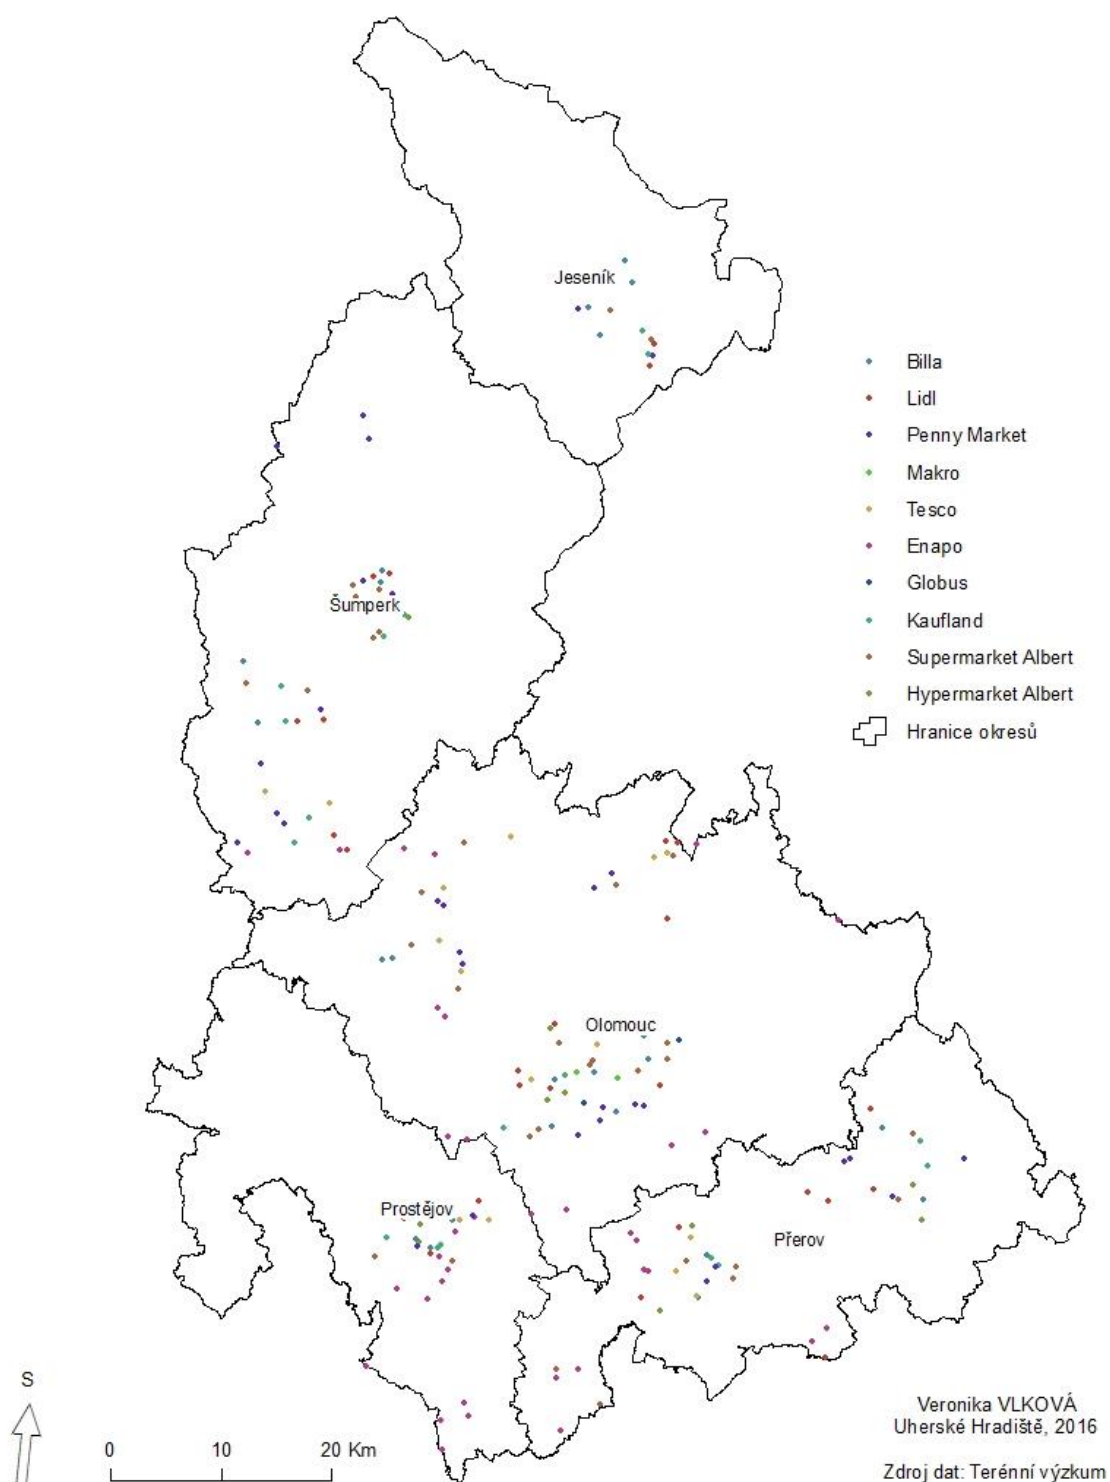 Jeseník
Billa
Lidl
Penny Market
Makro
Tesco
Enapo
Globus
Kaufland
Supermarket Albert
Hypermarket Albert
Hranice okresů
Šumperk
Olomouc
Prostějov
Přerov
S
0 10 20 Km
Veronika VLKOVÁ
Uherské Hradiště, 2016
Zdroj dat: Terénní výzkum